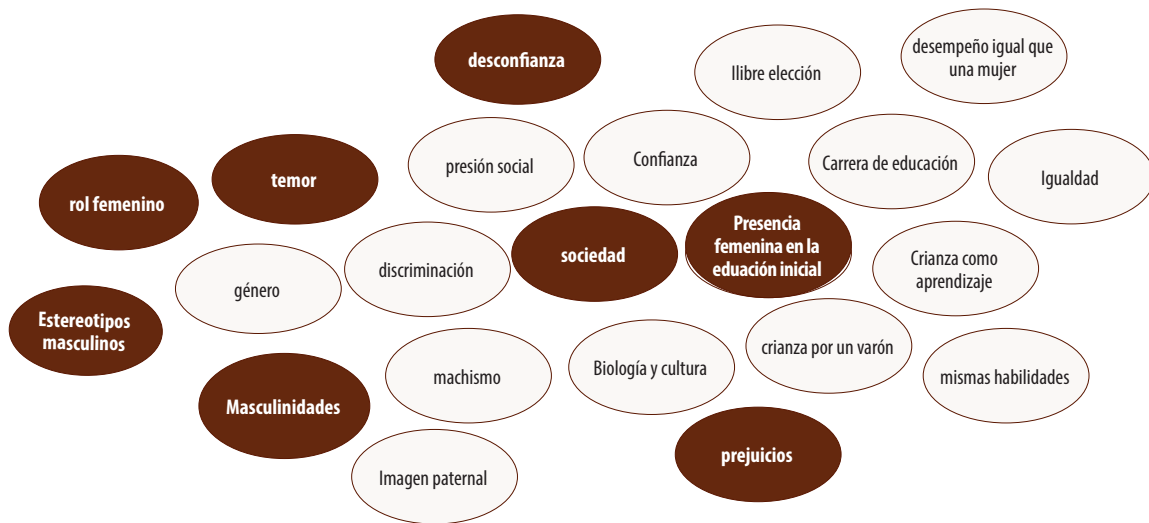 desconfianza
llibre elección
desempeño igual que
una mujer
presión social
Confianza
Carrera de educación
Igualdad
temor
rol femenino
sociedad
Presencia
femenina en la
eduación inicial
discriminación
género
Crianza como
aprendizaje
Estereotipos
masculinos
machismo
Biología y cultura
crianza por un varón
mismas habilidades
Masculinidades
prejuicios
Imagen paternal